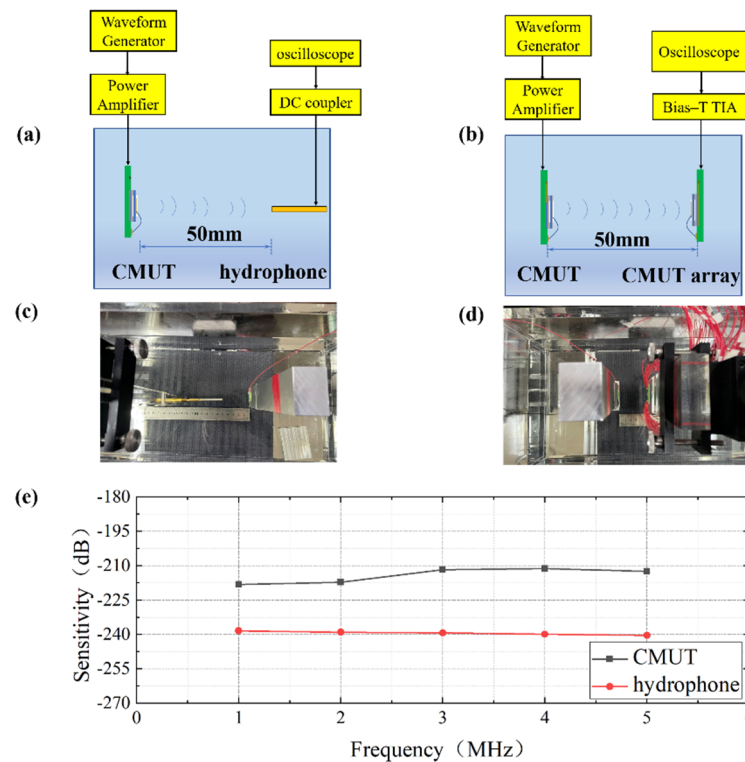 Waveform
Generator
Power
Amplifier
oscilloscope
DC coupler
(a)
50mm
CMUT
hydrophone
Waveform
Generator
Power
Amplifier
Oscilloscope
Bias–T TIA
(b)
50mm
CMUT
CMUT array
(c)
(d)
(e)
-180
-195
-210
-225
-240
-255
-270
Sensitivity（dB）
0
1
2
3
4
5
Frequency（MHz）
CMUT
hydrophone